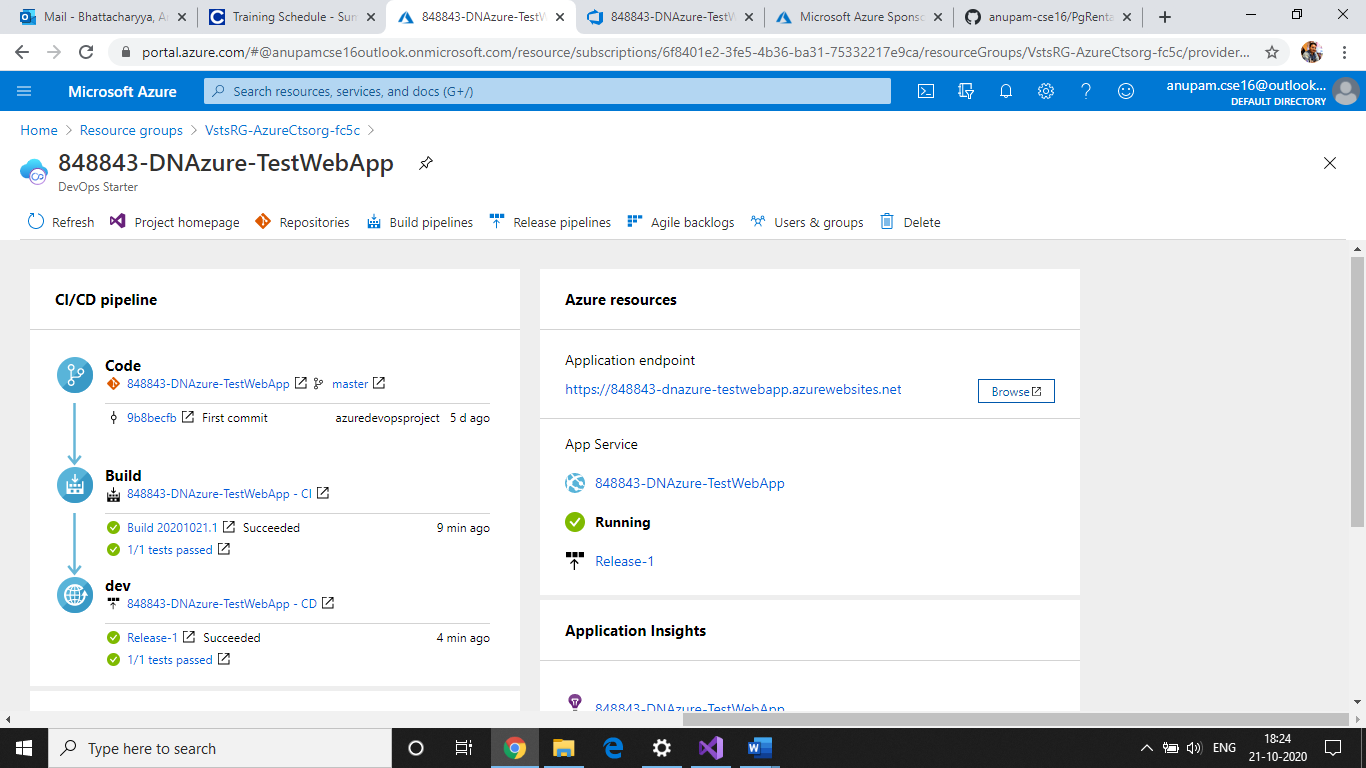 Mail - Bhattacharyya, A
Training Schedule - Sum
848843-DNAzure-TestW
848843-DNAzure-TestW
Microsoft Azure Sponsc
anupam-cse16/PgRenta
portal.azure.com/#@anupamcse16outlook.onmicrosoft.com/resource/subscriptions/6f8401e2-3fe5-4b36-ba31-75332217e9ca/resourceGroups/VstsRG-AzureCtsorg-fc5c/provider...
Microsoft Azure
Search resources, services, and docs (G+/)
anupam.cse16@outlook...
DEFAULT DIRECTORY
Home > Resource groups > VstsRG-AzureCtsorg-fc5c >
848843-DNAzure-TestWebApp
DevOps Starter
Refresh Project homepage Repositories Build pipelines Release pipelines Agile backlogs Users & groups Delete
CI/CD pipeline
Code
848843-DNAzure-TestWebApp master
9b8becfb First commit azuredevopsproject 5 d ago
Build
848843-DNAzure-TestWebApp - CI
Build 20201021.1 Succeeded 9 min ago
1/1 tests passed
dev
848843-DNAzure-TestWebApp - CD
Release-1 Succeeded 4 min ago
1/1 tests passed
Azure resources
Application endpoint
https://848843-dnazure-testwebapp.azurewebsites.net
Browse
App Service
848843-DNAzure-TestWebApp
Running
Release-1
Application Insights
848843-DNAzure-TestWebApp
Type here to search
ENG
18:24
21-10-2020